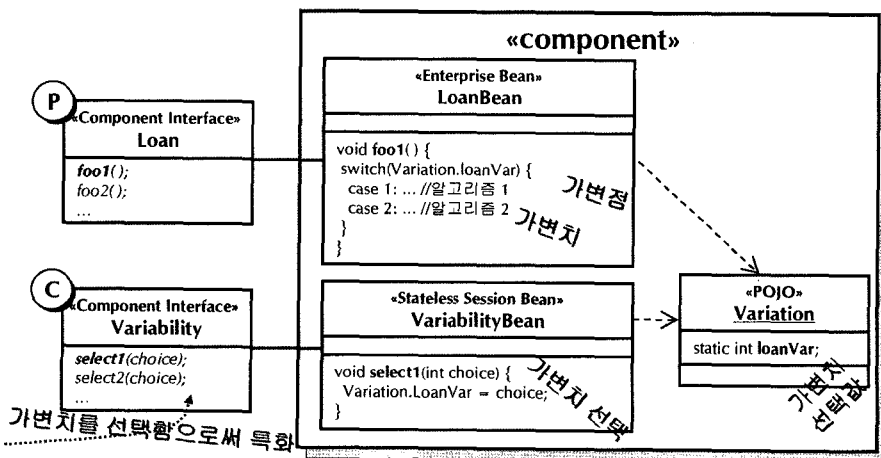 «component»
P
«Component Interface»
Loan
foo1();
foo2();
...
«Enterprise Bean»
LoanBean
void foo1() {
switch(Variation.loanVar) {
case 1: ... //알고리즘 1
case 2: ... //알고리즘 2
}
}
가변점
가변치
C
«Component Interface»
Variability
select1(choice);
select2(choice);
...
가변치를 선택함으로써 특화
«Stateless Session Bean»
VariabilityBean
void select1(int choice) {
Variation.LoanVar = choice;
}
가변치 선택
«POJO»
Variation
static int loanVar;
가변치
선택값